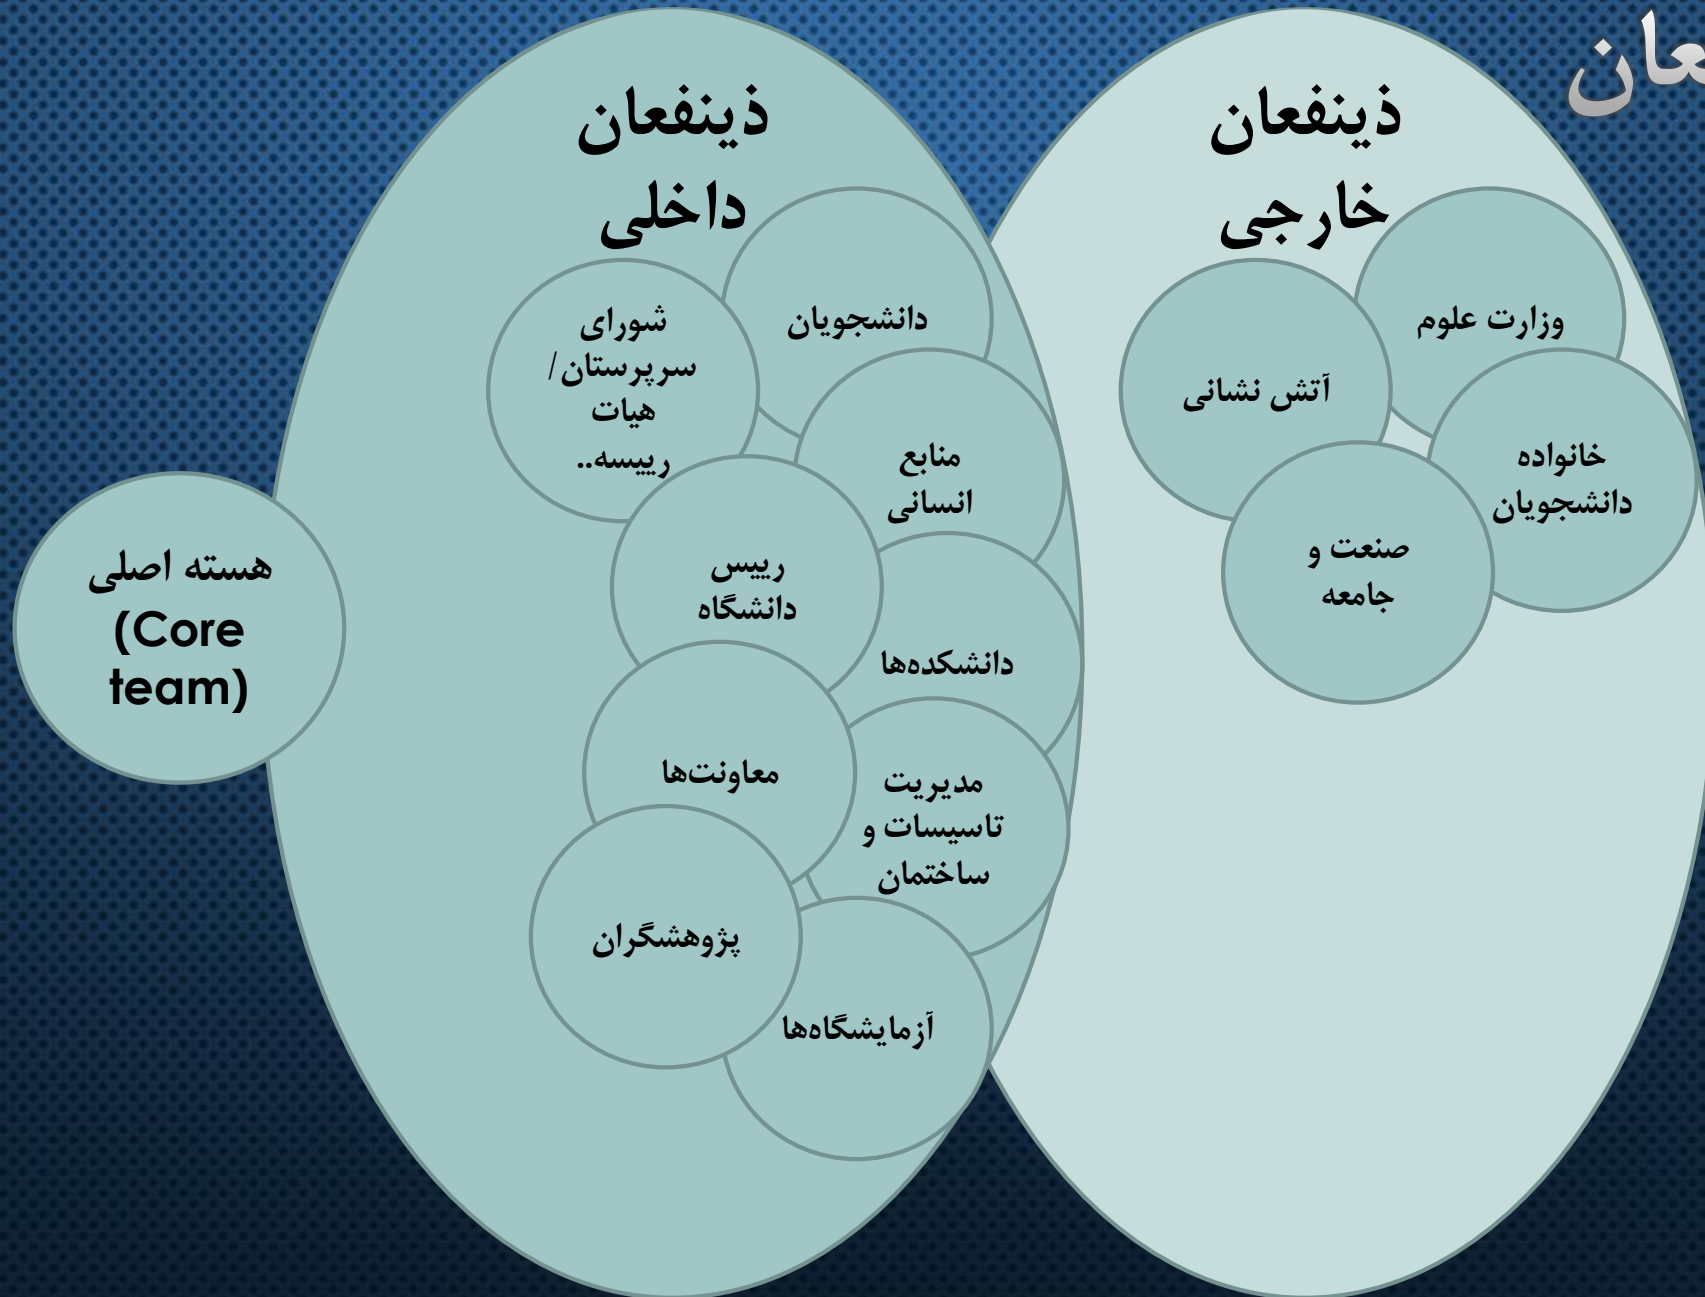 عان
ذینفعان
خارجی
وزارت علوم
آتش نشانی
خانواده
دانشجویان
صنعت و
جامعه
ذینفعان
داخلی
دانشجویان
شورای
سرپرستان/
هیات
رییسه..
منابع
انسانی
رییس
دانشگاه
دانشکده‌ها
معاونت‌ها
مدیریت
تاسیسات و
ساختمان
پژوهشگران
آزمایشگاه‌ها
هسته اصلی
(Core
team)